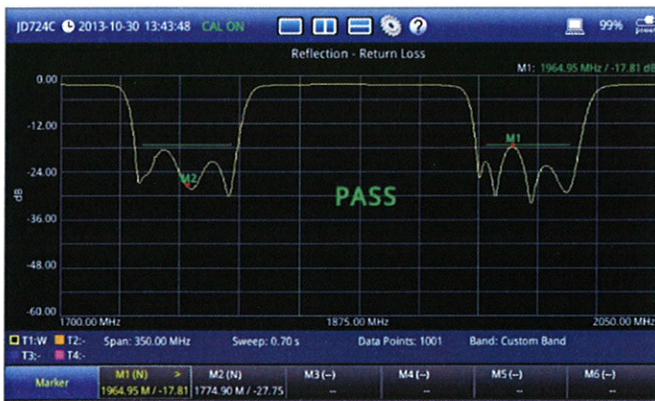 JD724C 2013-10-30 13:43:48 CAL ON 99% power
Reflection - Return Loss
M1: 1964.95 MHz / -17.81 dB
0.00
-12.00
-24.00
-36.00
-48.00
-60.00
dB
M2
M1
PASS
1700.00 MHz 1875.00 MHz 2050.00 MHz
T1:W T2:- Span: 350.00 MHz Sweep: 0.70 s Data Points: 1001 Band: Custom Band
T3:- T4:-
Marker M1 (N) > M2 (N) M3 (--) M4 (--) M5 (--) M6 (--)
1964.95 M / -17.81 1774.90 M / -27.75 -- -- -- --